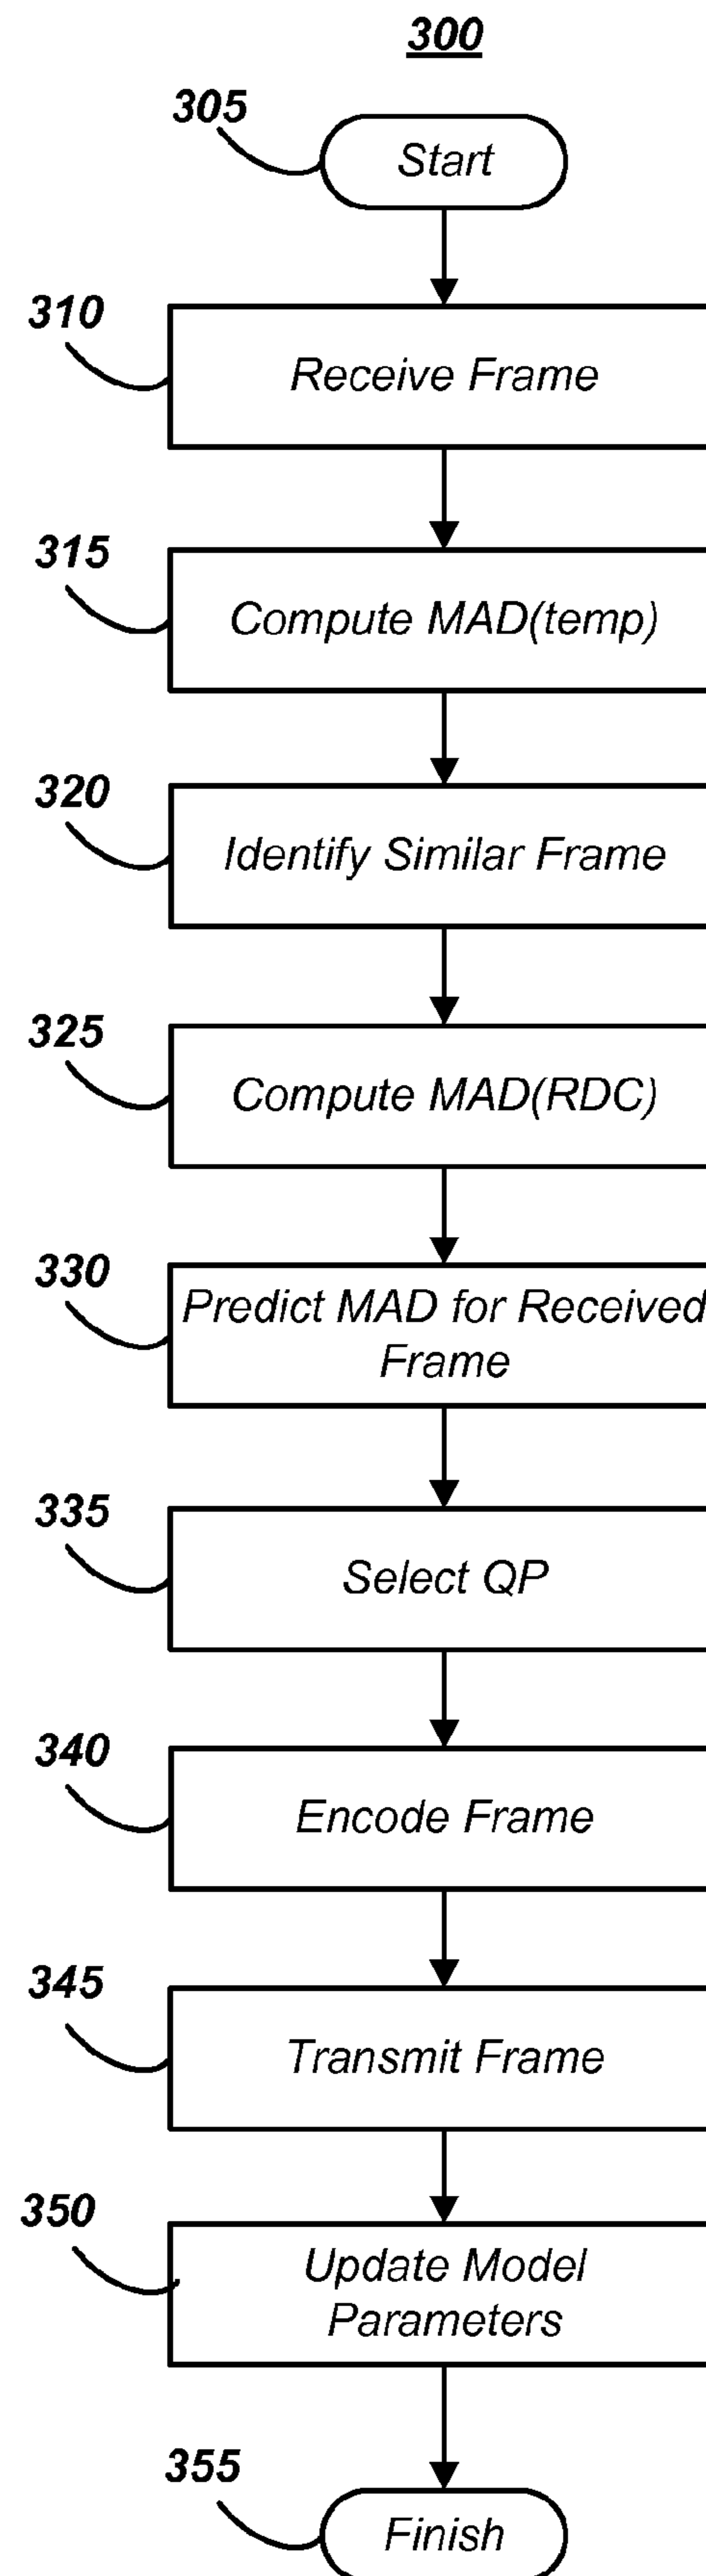 300
305
Start
310
Receive Frame
315
Compute MAD(temp)
320
Identify Similar Frame
325
Compute MAD(RDC)
330
Predict MAD for Received
Frame
335
Select QP
340
Encode Frame
345
Transmit Frame
350
Update Model
Parameters
355
Finish